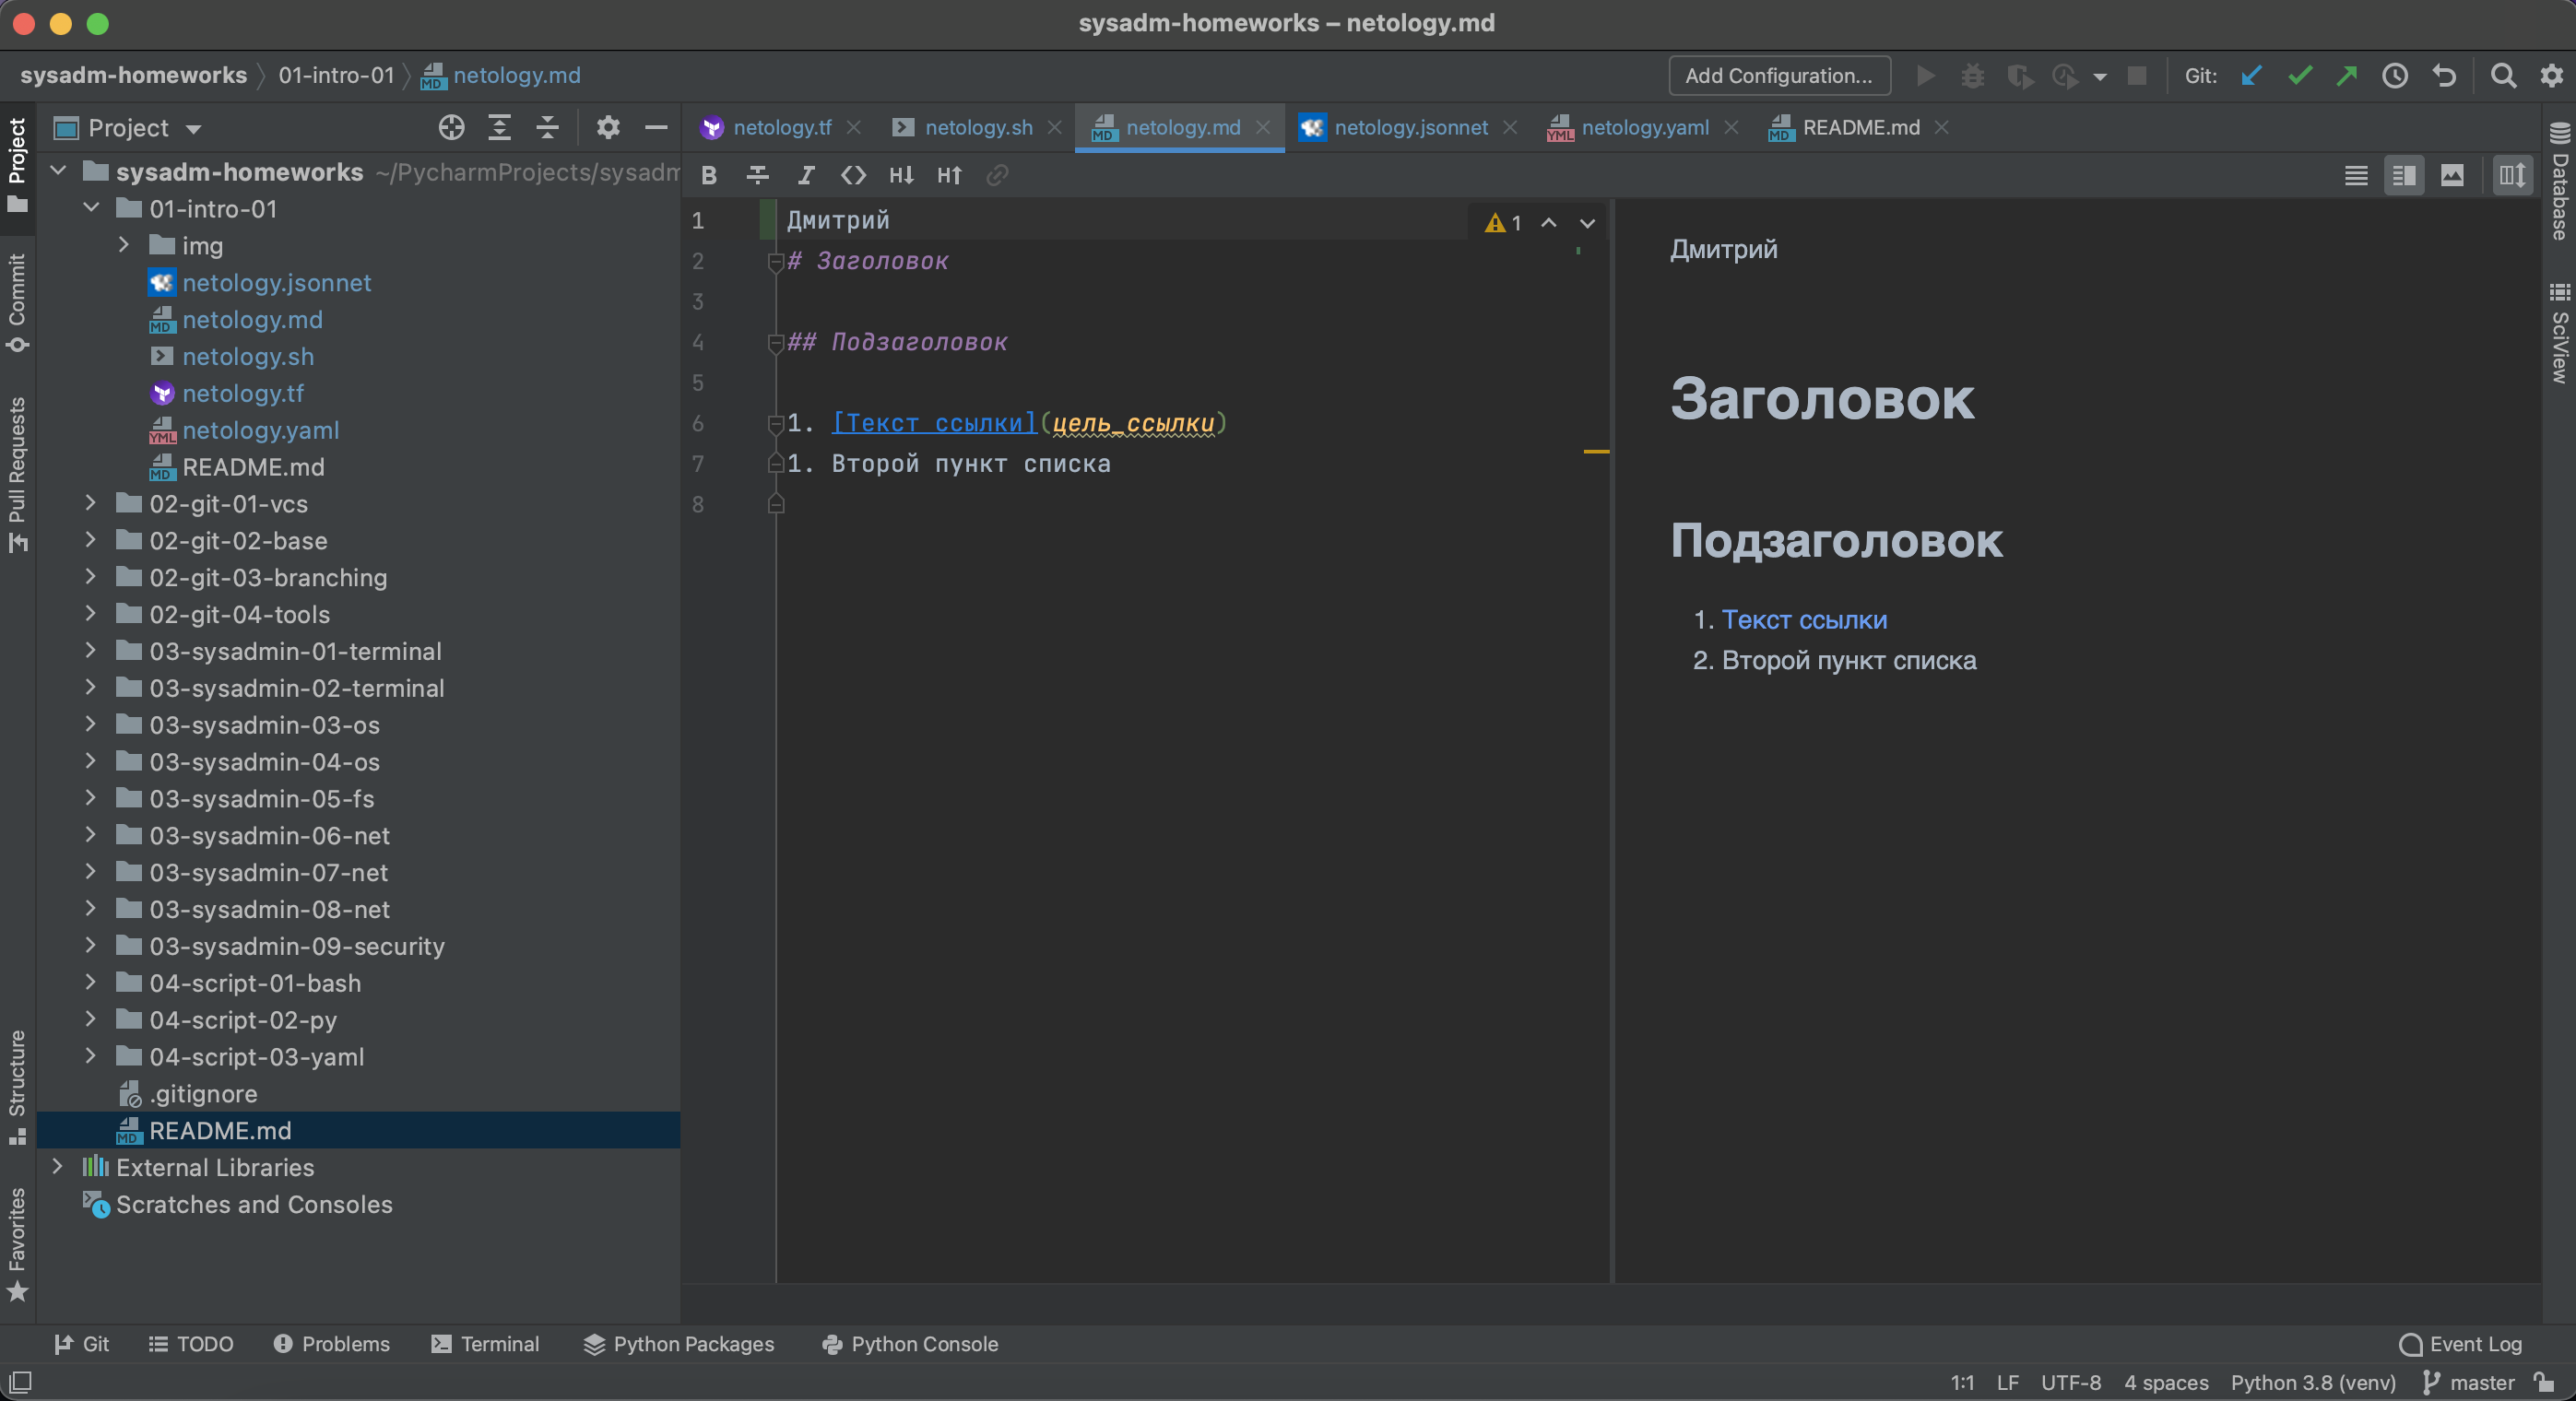 sysadm-homeworks – netology.md
sysadm-homeworks 01-intro-01 netology.md
Add Configuration... Git:
Project
Commit
Pull Requests
Structure
Favorites
Project
sysadm-homeworks ~/PycharmProjects/sysadm
01-intro-01
img
netology.jsonnet
netology.md
netology.sh
netology.tf
netology.yaml
README.md
02-git-01-vcs
02-git-02-base
02-git-03-branching
02-git-04-tools
03-sysadmin-01-terminal
03-sysadmin-02-terminal
03-sysadmin-03-os
03-sysadmin-04-os
03-sysadmin-05-fs
03-sysadmin-06-net
03-sysadmin-07-net
03-sysadmin-08-net
03-sysadmin-09-security
04-script-01-bash
04-script-02-py
04-script-03-yaml
.gitignore
README.md
External Libraries
Scratches and Consoles
netology.tf netology.sh netology.md netology.jsonnet netology.yaml README.md
B I <> H↓ H↑
1 Дмитрий
2 # Заголовок
3
4 ## Подзаголовок
5
6 1. [Текст ссылки](цель_ссылки)
7 1. Второй пункт списка
8
1
Дмитрий
Заголовок
Подзаголовок
1. Текст ссылки
2. Второй пункт списка
Database
SciView
Git TODO Problems Terminal Python Packages Python Console Event Log
1:1 LF UTF-8 4 spaces Python 3.8 (venv) master